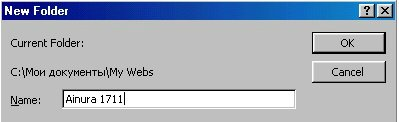 New Folder
Current Folder:
OK
C:\Мои документы\My Webs
Cancel
Name:
Ainura 1711